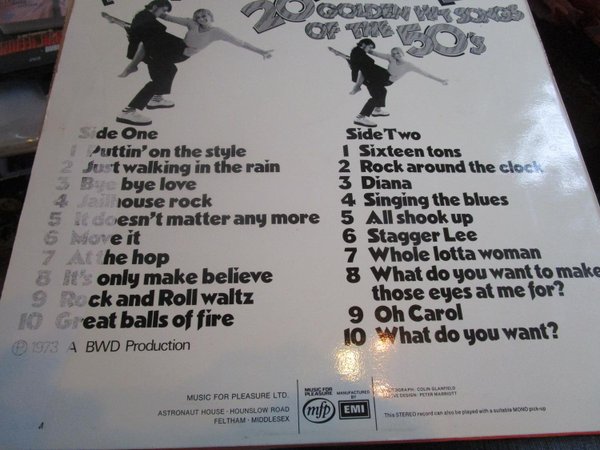 20 GOLDEN HIT SONGS
OF THE '50's
Side One
1 Puttin' on the style
2 Just walking in the rain
3 Bye bye love
4 Jailhouse rock
5 It doesn't matter any more
6 Move it
7 At the hop
8 It's only make believe
9 Rock and Roll waltz
10 Great balls of fire
Side Two
1 Sixteen tons
2 Rock around the clock
3 Diana
4 Singing the blues
5 All shook up
6 Stagger Lee
7 Whole lotta woman
8 What do you want to make
those eyes at me for?
9 Oh Carol
10 What do you want?
℗ 1973 A BWD Production
MUSIC FOR PLEASURE LTD.
ASTRONAUT HOUSE · HOUNSLOW ROAD
FELTHAM · MIDDLESEX
MUSIC FOR
PLEASURE
mfp
MANUFACTURED
BY
EMI
PHOTOGRAPH : COLIN GLANFIELD
SLEEVE DESIGN : PETER MARRIOTT
This STEREO record can also be played with a suitable MONO pick-up